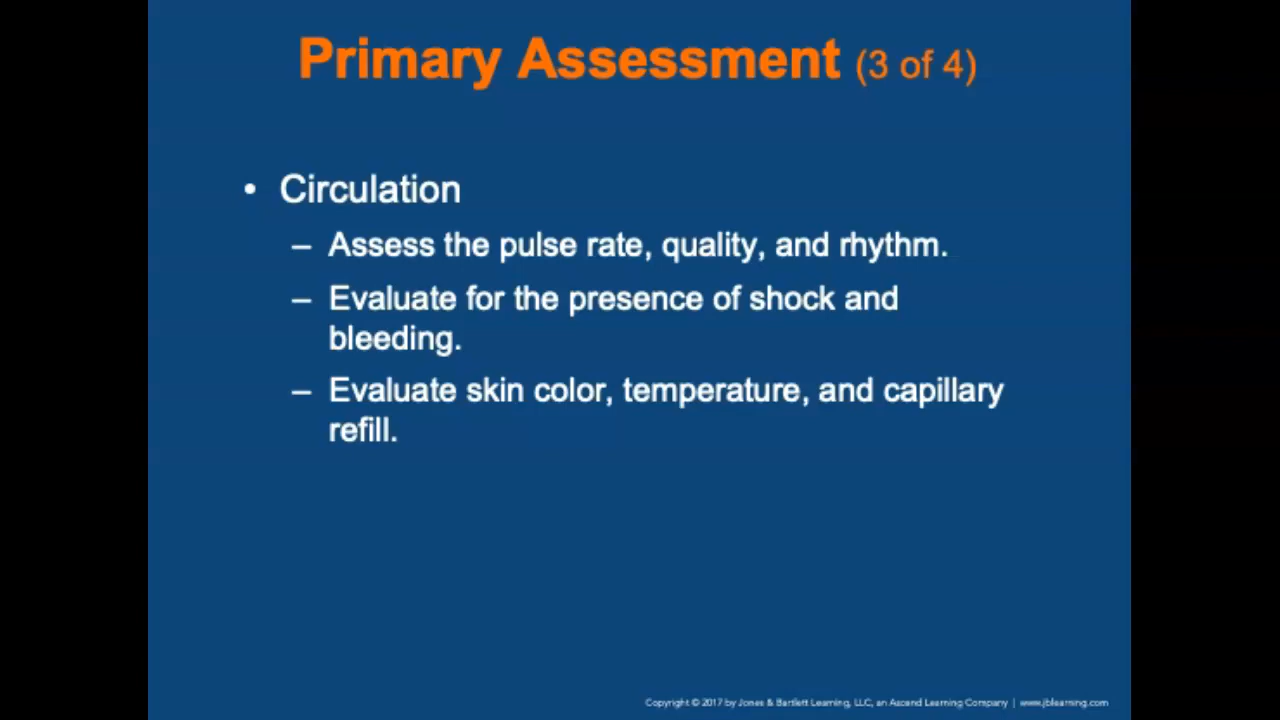 Primary Assessment (3 of 4)
• Circulation
– Assess the pulse rate, quality, and rhythm.
– Evaluate for the presence of shock and
bleeding.
– Evaluate skin color, temperature, and capillary
refill.
Copyright © 2017 by Jones & Bartlett Learning, LLC, an Ascend Learning Company | www.jblearning.com